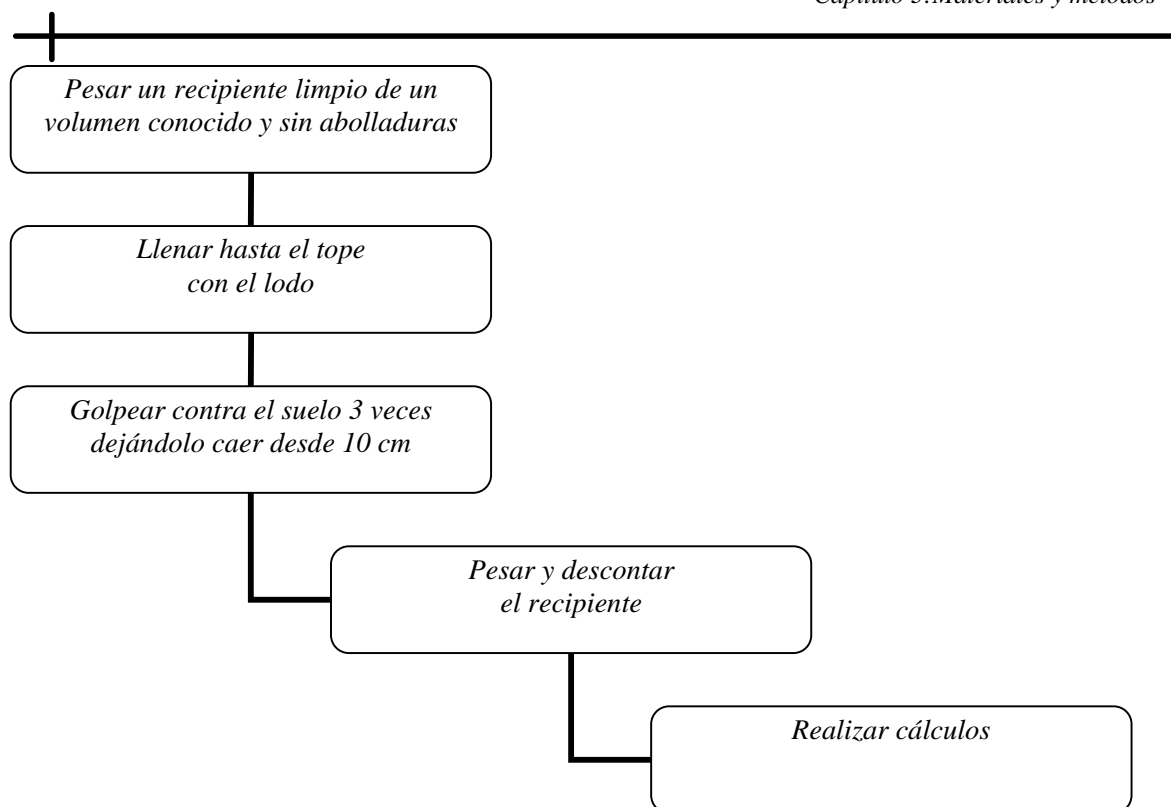 Capítulo 3:Materiales y métodos
Pesar un recipiente limpio de un
volumen conocido y sin abolladuras
Llenar hasta el tope
con el lodo
Golpear contra el suelo 3 veces
dejándolo caer desde 10 cm
Pesar y descontar
el recipiente
Realizar cálculos